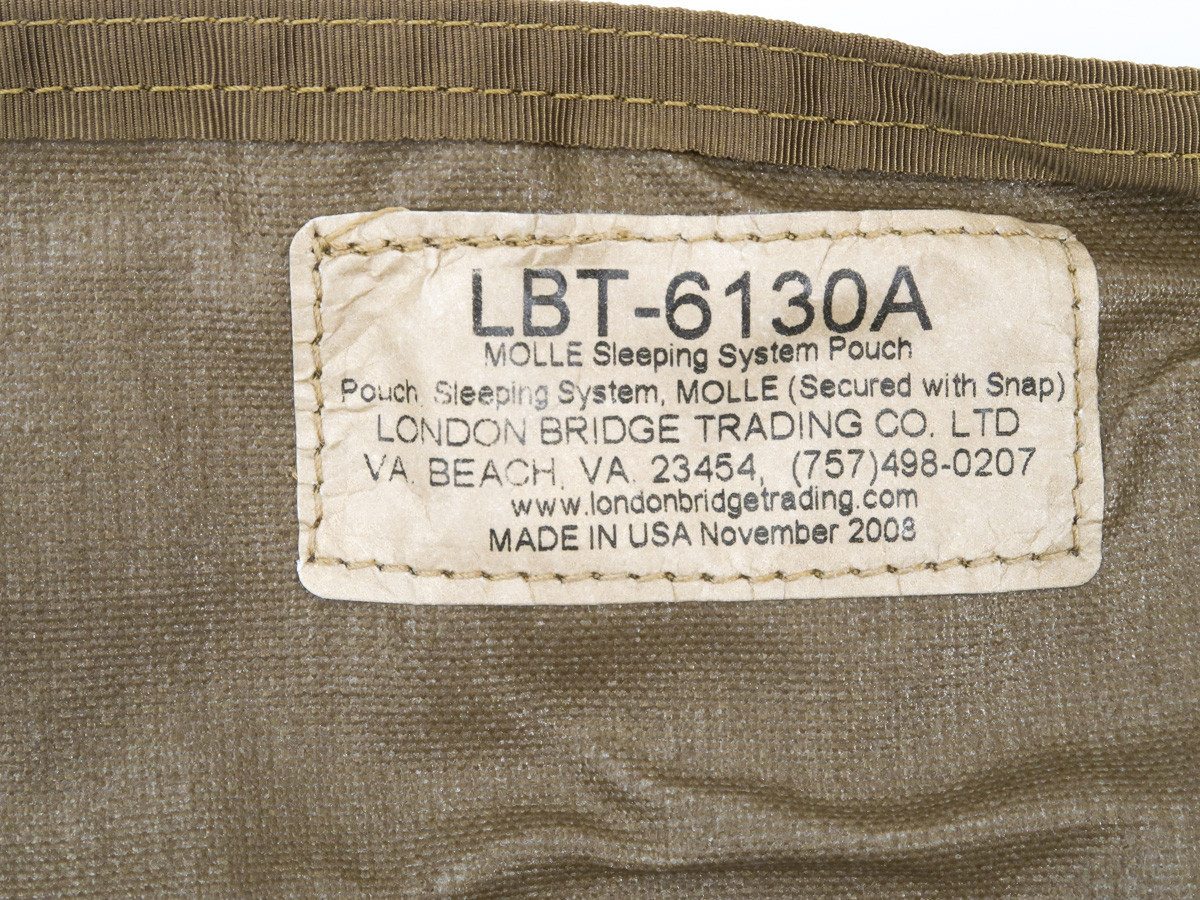 LBT-6130A
MOLLE Sleeping System Pouch
Pouch, Sleeping System, MOLLE (Secured with Snap)
LONDON BRIDGE TRADING CO. LTD
VA. BEACH, VA. 23454, (757)498-0207
www.londonbridgetrading.com
MADE IN USA November 2008